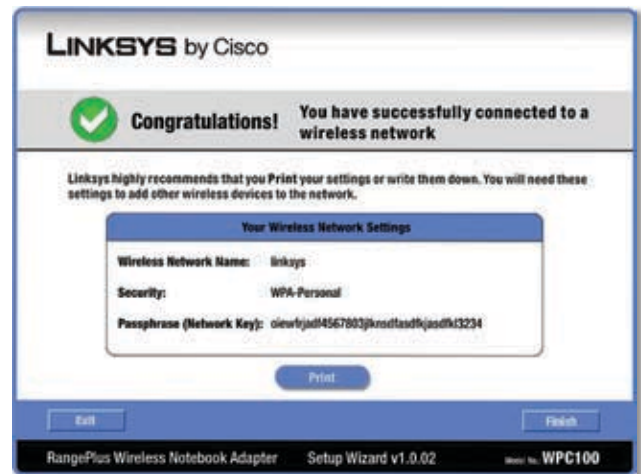 LINKSYS by Cisco
Congratulations!
You have successfully connected to a
wireless network
Linksys highly recommends that you Print your settings or write them down. You will need these
settings to add other wireless devices to the network.
Your Wireless Network Settings
Wireless Network Name: linksys
Security: WPA-Personal
Passphrase (Network Key):
Print
Exit
Finish
RangePlus Wireless Notebook Adapter Setup Wizard v1.0.02 Model No. WPC100